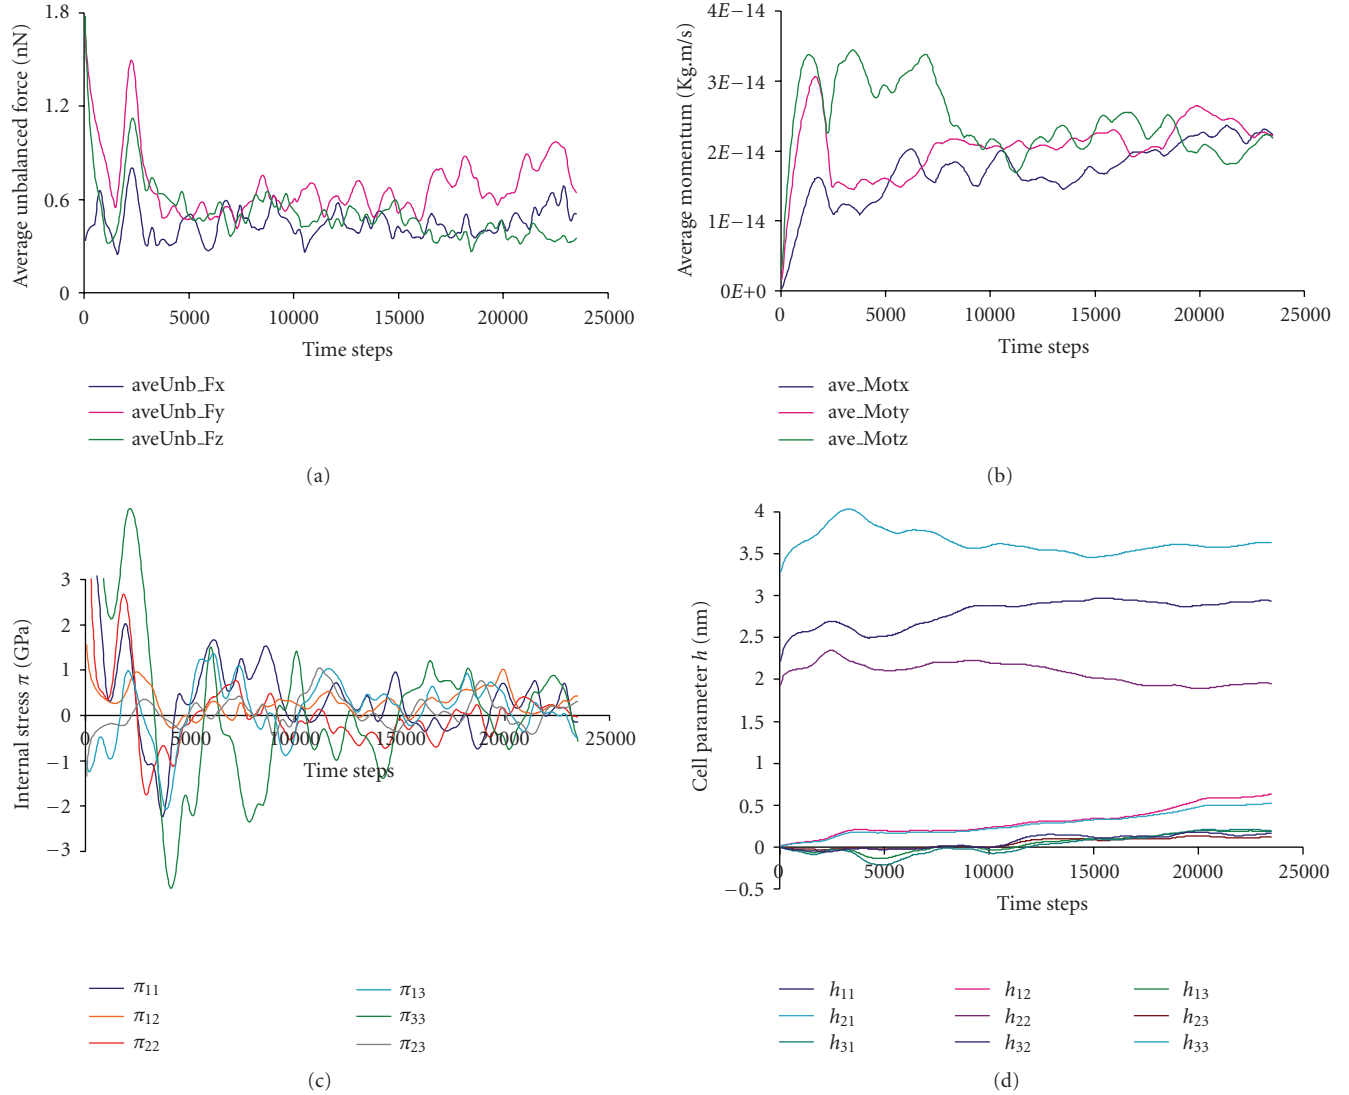 1.8
1.2
0.6
0
Average unbalanced force (nN)
0 5000 10000 15000 20000 25000
Time steps
aveUnb_Fx
aveUnb_Fy
aveUnb_Fz
(a)
4E−14
3E−14
2E−14
1E−14
0E+0
Average momentum (Kg.m/s)
0 5000 10000 15000 20000 25000
Time steps
ave_Motx
ave_Moty
ave_Motz
(b)
3
2
1
0
−1
−2
−3
Internal stress π (GPa)
0 5000 10000 15000 20000 25000
Time steps
π11
π12
π22
π13
π33
π23
(c)
4
3.5
3
2.5
2
1.5
1
0.5
0
−0.5
Cell parameter h (nm)
0 5000 10000 15000 20000 25000
Time steps
h11
h21
h31
h12
h22
h32
h13
h23
h33
(d)